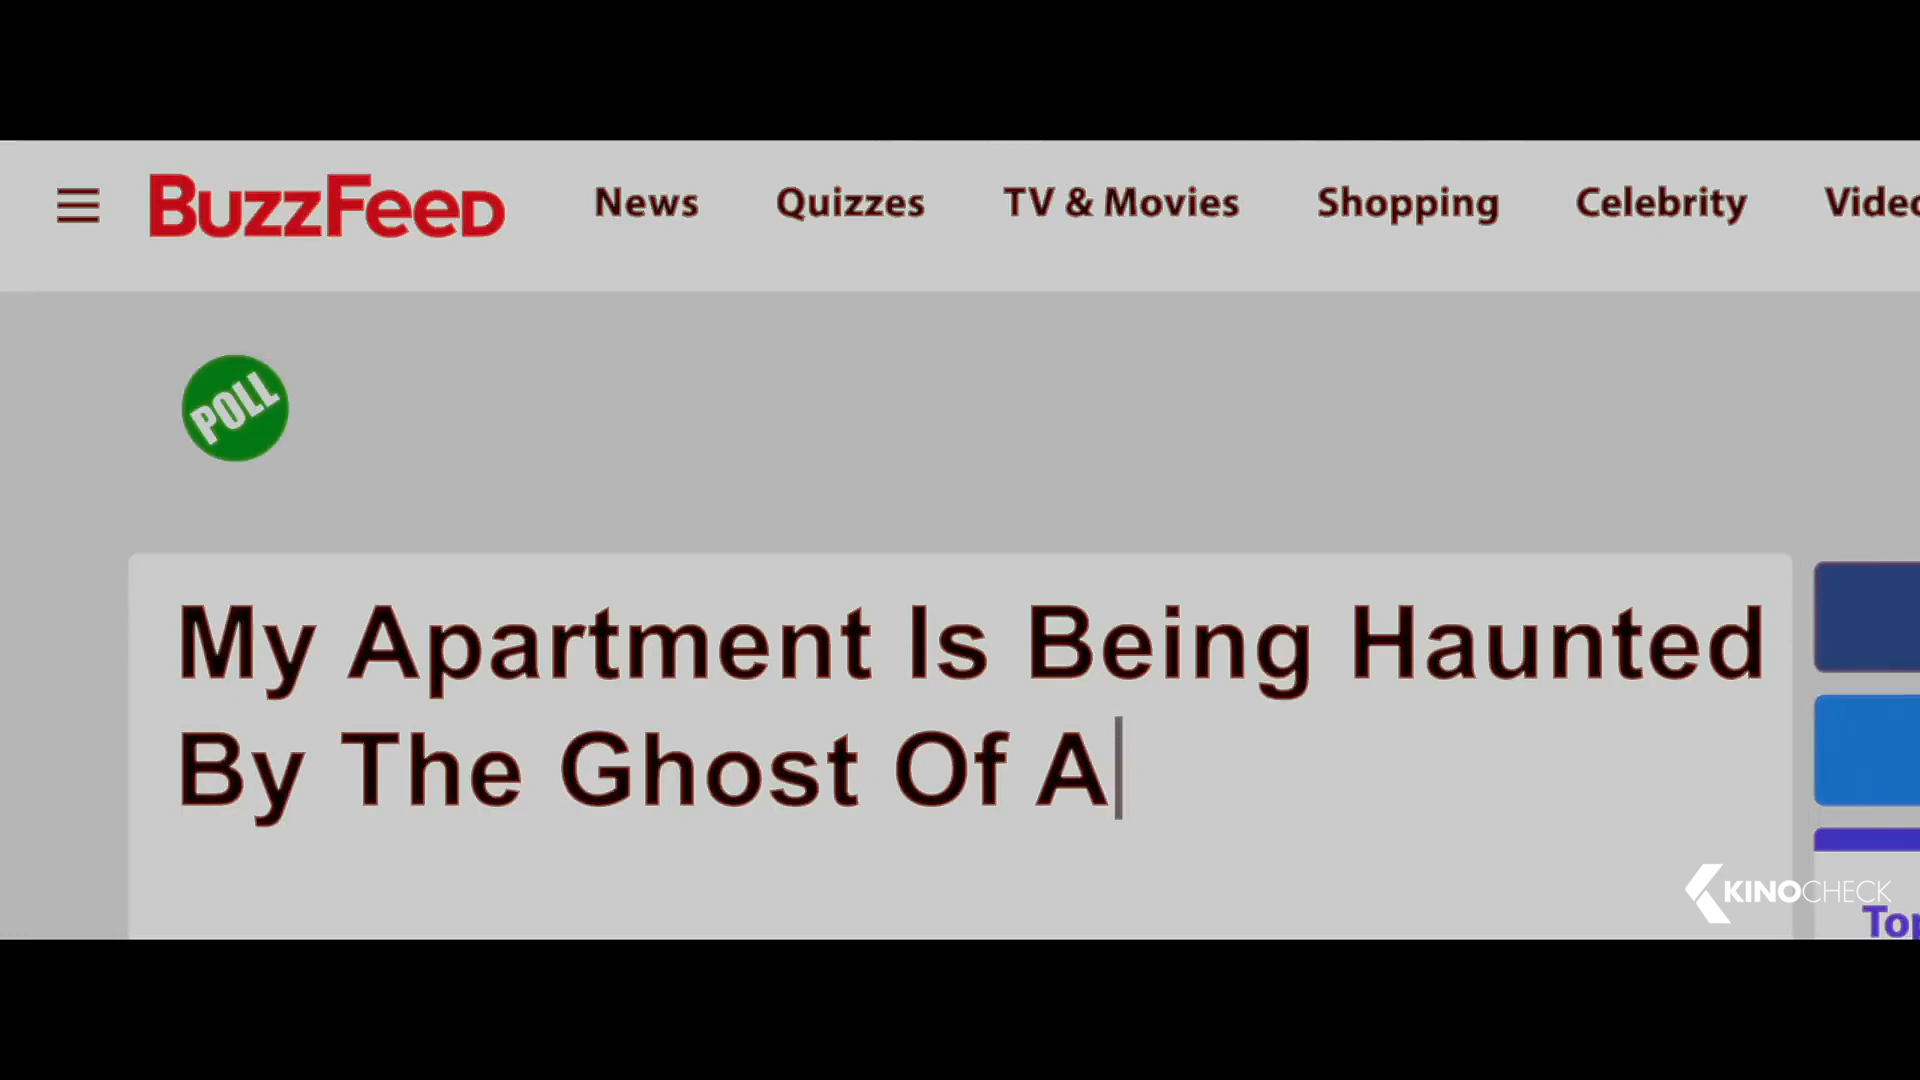 BuzzFeed News Quizzes TV & Movies Shopping Celebrity
POLL
My Apartment Is Being Haunted
By The Ghost Of A
KINOCHECK